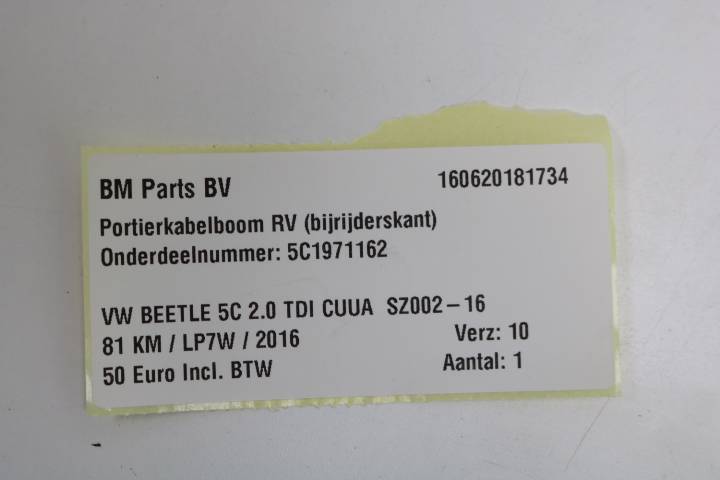 BM Parts BV 160620181734
Portierkabelboom RV (bijrijderskant)
Onderdeelnummer: 5C1971162
VW BEETLE 5C 2.0 TDI CUUA SZ002-16
81 KM / LP7W / 2016 Verz: 10
50 Euro Incl. BTW Aantal: 1